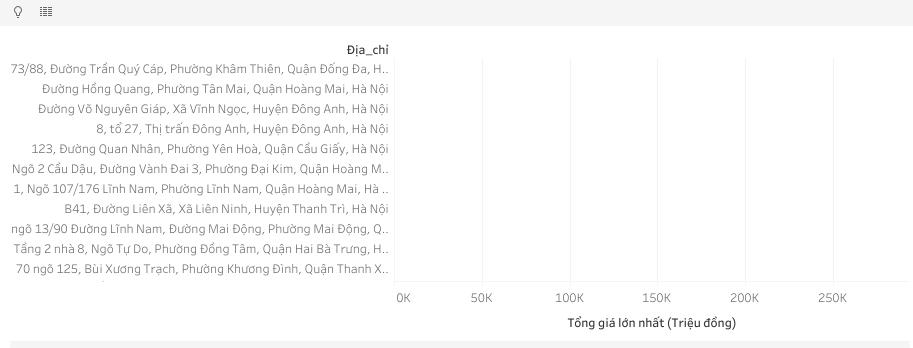 Địa_chỉ
73/88, Đường Trần Quý Cáp, Phường Khâm Thiên, Quận Đống Đa, H..
Đường Hồng Quang, Phường Tân Mai, Quận Hoàng Mai, Hà Nội
Đường Võ Nguyên Giáp, Xã Vĩnh Ngọc, Huyện Đông Anh, Hà Nội
8, tổ 27, Thị trấn Đông Anh, Huyện Đông Anh, Hà Nội
123, Đường Quan Nhân, Phường Yên Hoà, Quận Cầu Giấy, Hà Nội
Ngõ 2 Cầu Dậu, Đường Vành Đai 3, Phường Đại Kim, Quận Hoàng M..
1, Ngõ 107/176 Lĩnh Nam, Phường Lĩnh Nam, Quận Hoàng Mai, Hà ..
B41, Đường Liên Xã, Xã Liên Ninh, Huyện Thanh Trì, Hà Nội
ngõ 13/90 Đường Lĩnh Nam, Đường Mai Động, Phường Mai Động, Q..
Tầng 2 nhà 8, Ngõ Tự Do, Phường Đồng Tâm, Quận Hai Bà Trưng, H..
70 ngõ 125, Bùi Xương Trạch, Phường Khương Đình, Quận Thanh X..
0K 50K 100K 150K 200K 250K
Tổng giá lớn nhất (Triệu đồng)